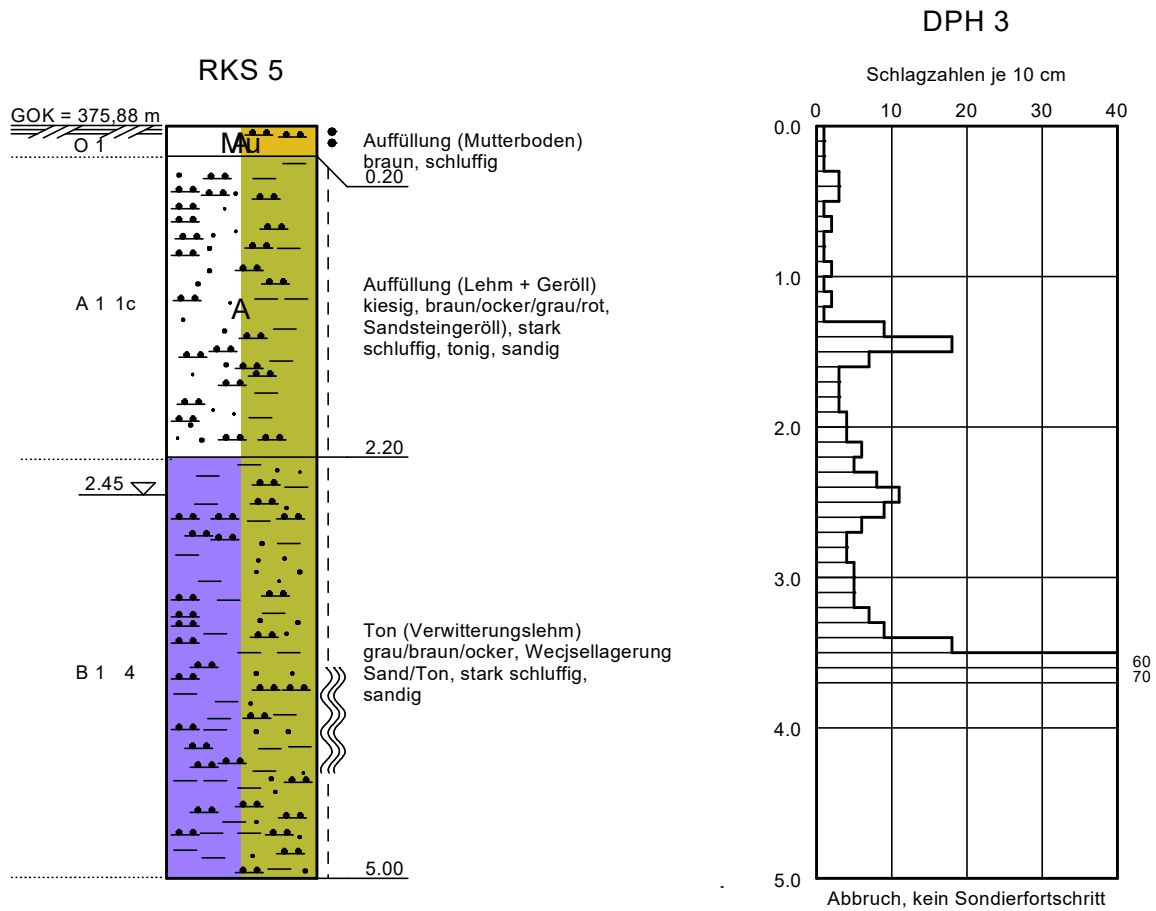 DPH 3
RKS 5
Schlagzahlen je 10 cm
GOK = 375,88 m
0 10 20 30 40
0.0
O 1
Mu
A
Auffüllung (Mutterboden)
braun, schluffig
0.20
1.0
A 1 1c
A
Auffüllung (Lehm + Geröll)
kiesig, braun/ocker/grau/rot,
Sandsteingeröll), stark
schluffig, tonig, sandig
2.0
2.20
2.45
3.0
B 1 4
Ton (Verwitterungslehm)
grau/braun/ocker, Wecjsellagerung
Sand/Ton, stark schluffig,
sandig
60
70
4.0
5.00
5.0
Abbruch, kein Sondierfortschritt